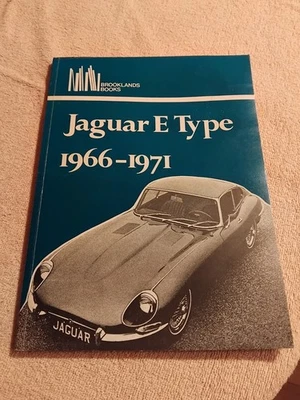 BROOKLANDS
BOOKS
Jaguar E Type
1966-1971
JAGUAR